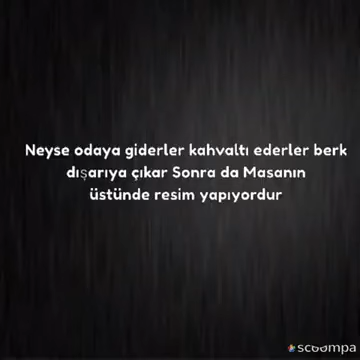 Neyse odaya giderler kahvaltı ederler berk
dışarıya çıkar Sonra da Masanın
üstünde resim yapıyordur
scoompa